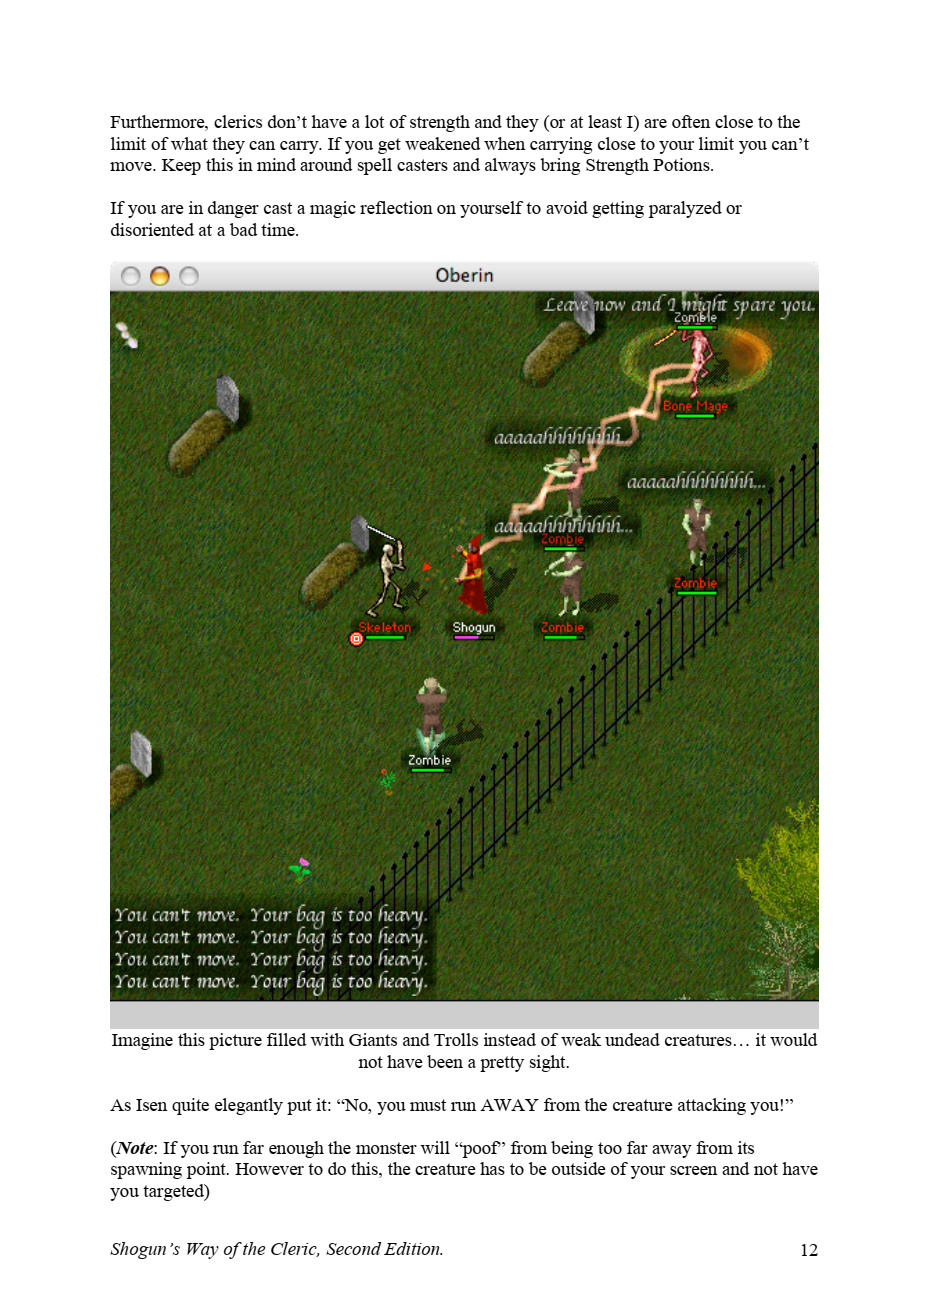 Furthermore, clerics don’t have a lot of strength and they (or at least I) are often close to the
limit of what they can carry. If you get weakened when carrying close to your limit you can’t
move. Keep this in mind around spell casters and always bring Strength Potions.
If you are in danger cast a magic reflection on yourself to avoid getting paralyzed or
disoriented at a bad time.
Oberin
Leave now and I might spare you.
Zombie
Bone Mage
aaaaahhhhhhhh...
aaaaahhhhhhhh...
aaaaahhhhhhhh...
Zombie
Zombie
Skeleton
Shogun
Zombie
Zombie
You can't move. Your bag is too heavy.
You can't move. Your bag is too heavy.
You can't move. Your bag is too heavy.
You can't move. Your bag is too heavy.
Imagine this picture filled with Giants and Trolls instead of weak undead creatures… it would
not have been a pretty sight.
As Isen quite elegantly put it: “No, you must run AWAY from the creature attacking you!”
(Note: If you run far enough the monster will “poof” from being too far away from its
spawning point. However to do this, the creature has to be outside of your screen and not have
you targeted)
Shogun’s Way of the Cleric, Second Edition.
12